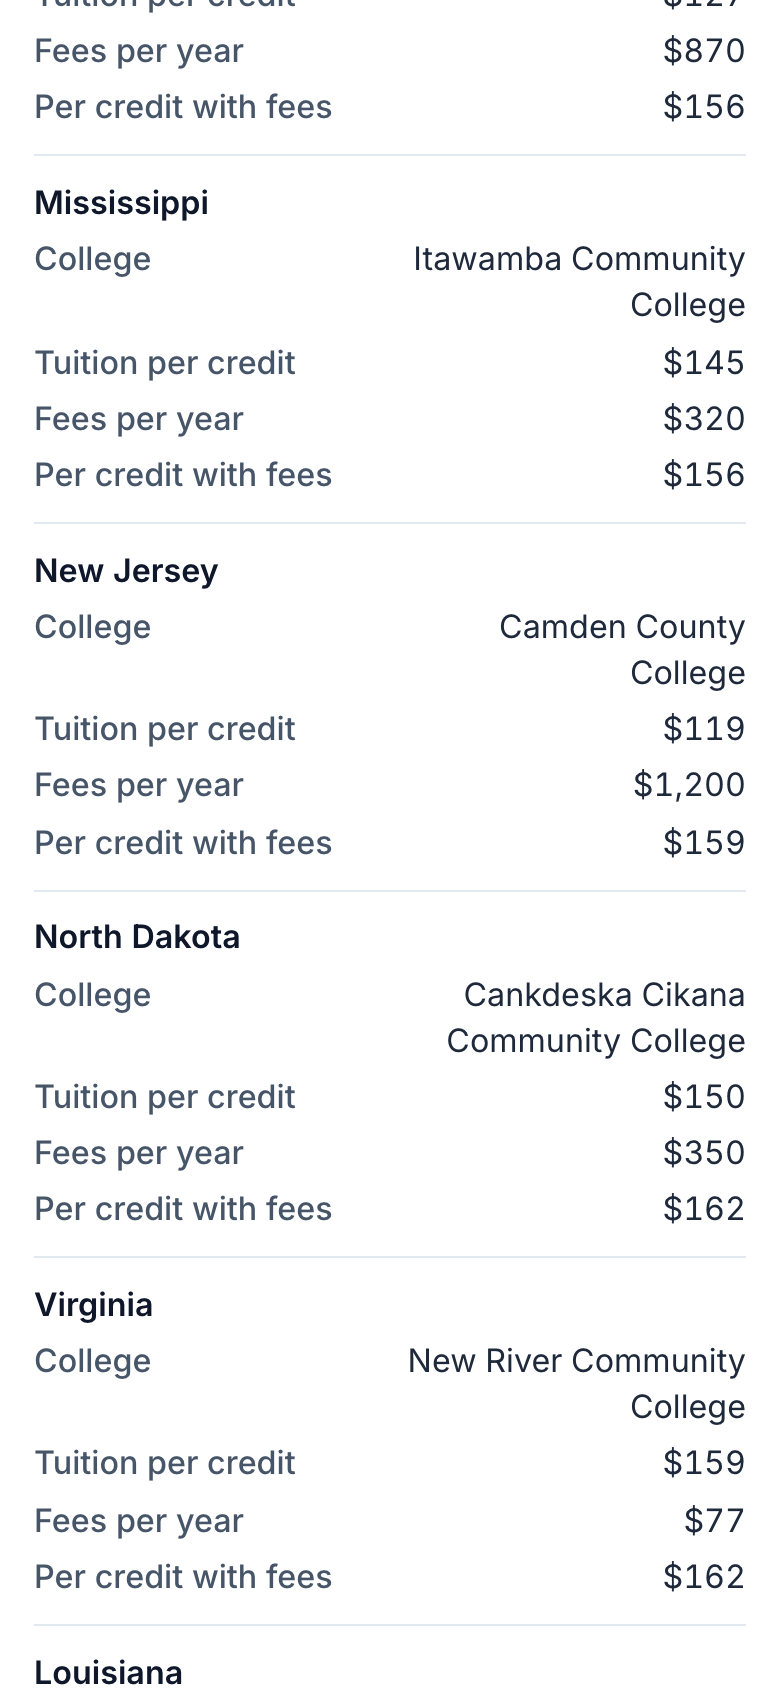 Tuition per credit $127
Fees per year $870
Per credit with fees $156
Mississippi
College Itawamba Community
College
Tuition per credit $145
Fees per year $320
Per credit with fees $156
New Jersey
College Camden County
College
Tuition per credit $119
Fees per year $1,200
Per credit with fees $159
North Dakota
College Cankdeska Cikana
Community College
Tuition per credit $150
Fees per year $350
Per credit with fees $162
Virginia
College New River Community
College
Tuition per credit $159
Fees per year $77
Per credit with fees $162
Louisiana